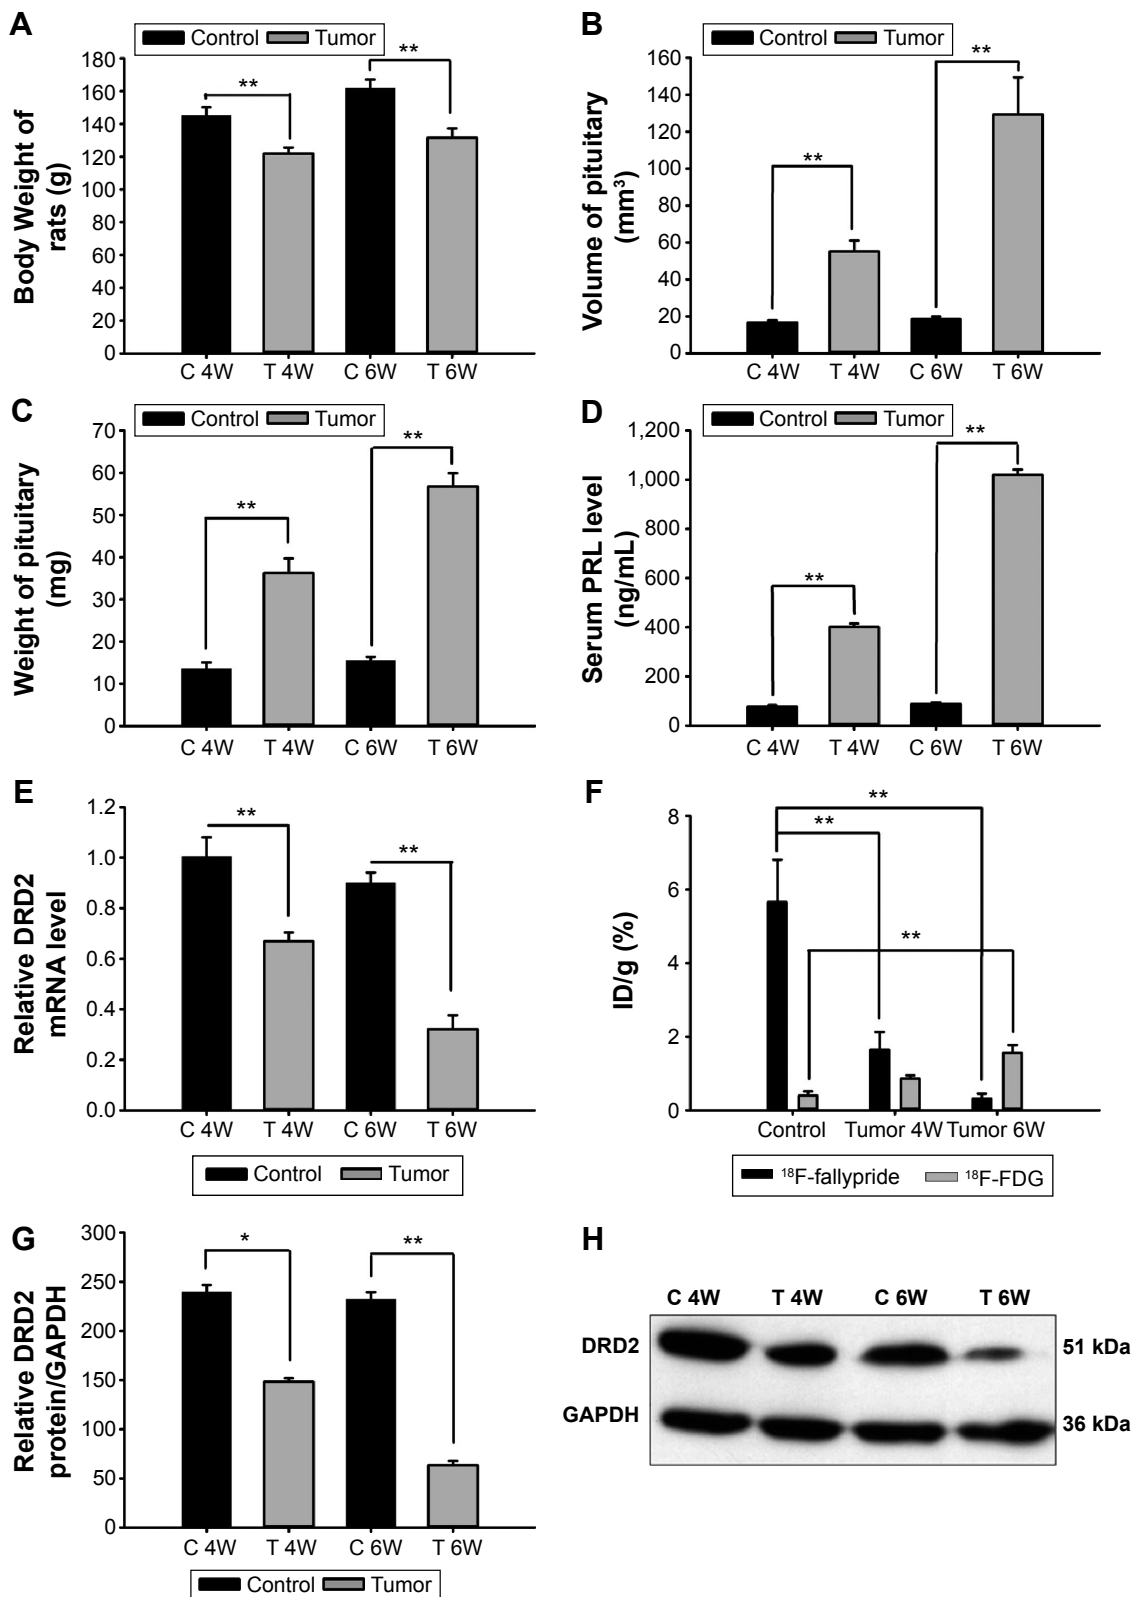 A
Control Tumor
Body Weight of
rats (g)
180
160
140
120
100
80
60
40
20
0
** **
C 4W T 4W C 6W T 6W
B
Control Tumor
Volume of pituitary
(mm³)
160
140
120
100
80
60
40
20
0
** **
C 4W T 4W C 6W T 6W
C
Control Tumor
Weight of pituitary
(mg)
70
60
50
40
30
20
10
0
** **
C 4W T 4W C 6W T 6W
D
Control Tumor
Serum PRL level
(ng/mL)
1,200
1,000
800
600
400
200
0
** **
C 4W T 4W C 6W T 6W
E
Relative DRD2
mRNA level
1.2
1.0
0.8
0.6
0.4
0.2
0.0
** **
C 4W T 4W C 6W T 6W
Control Tumor
F
ID/g (%)
8
6
4
2
0
**
**
**
Control Tumor 4W Tumor 6W
¹⁸F-fallypride ¹⁸F-FDG
G
Relative DRD2
protein/GAPDH
300
250
200
150
100
50
0
* **
C 4W T 4W C 6W T 6W
Control Tumor
H
C 4W T 4W C 6W T 6W
DRD2 51 kDa
GAPDH 36 kDa